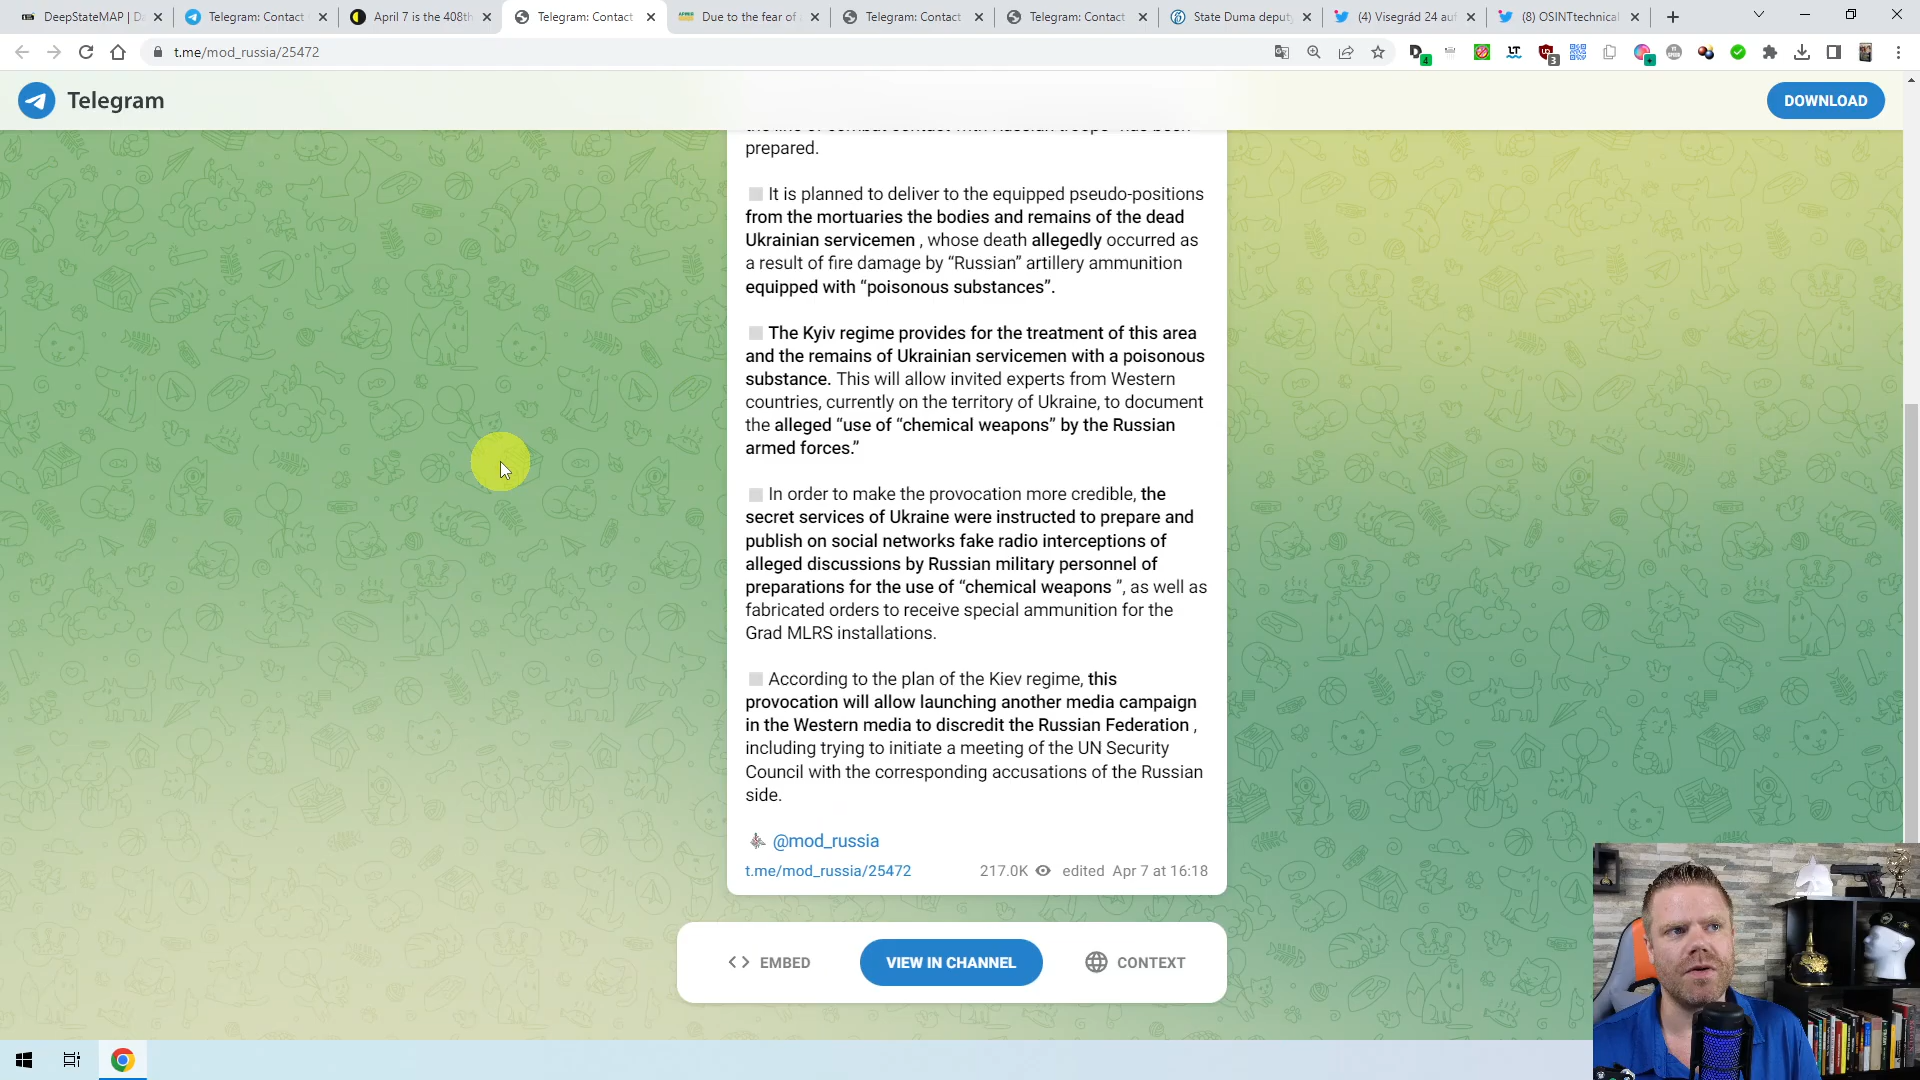 DeepStateMAP | D
Telegram: Contact
April 7 is the 408th
Telegram: Contact
Due to the fear of
Telegram: Contact
Telegram: Contact
State Duma deput
(4) Visegrád 24 au
(8) OSINTtechnical
t.me/mod_russia/25472
Telegram
DOWNLOAD
prepared.
It is planned to deliver to the equipped pseudo-positions
from the mortuaries the bodies and remains of the dead
Ukrainian servicemen , whose death allegedly occurred as
a result of fire damage by “Russian” artillery ammunition
equipped with “poisonous substances”.
The Kyiv regime provides for the treatment of this area
and the remains of Ukrainian servicemen with a poisonous
substance. This will allow invited experts from Western
countries, currently on the territory of Ukraine, to document
the alleged “use of “chemical weapons” by the Russian
armed forces.”
In order to make the provocation more credible, the
secret services of Ukraine were instructed to prepare and
publish on social networks fake radio interceptions of
alleged discussions by Russian military personnel of
preparations for the use of “chemical weapons ”, as well as
fabricated orders to receive special ammunition for the
Grad MLRS installations.
According to the plan of the Kiev regime, this
provocation will allow launching another media campaign
in the Western media to discredit the Russian Federation ,
including trying to initiate a meeting of the UN Security
Council with the corresponding accusations of the Russian
side.
@mod_russia
t.me/mod_russia/25472 217.0K edited Apr 7 at 16:18
EMBED
VIEW IN CHANNEL
CONTEXT